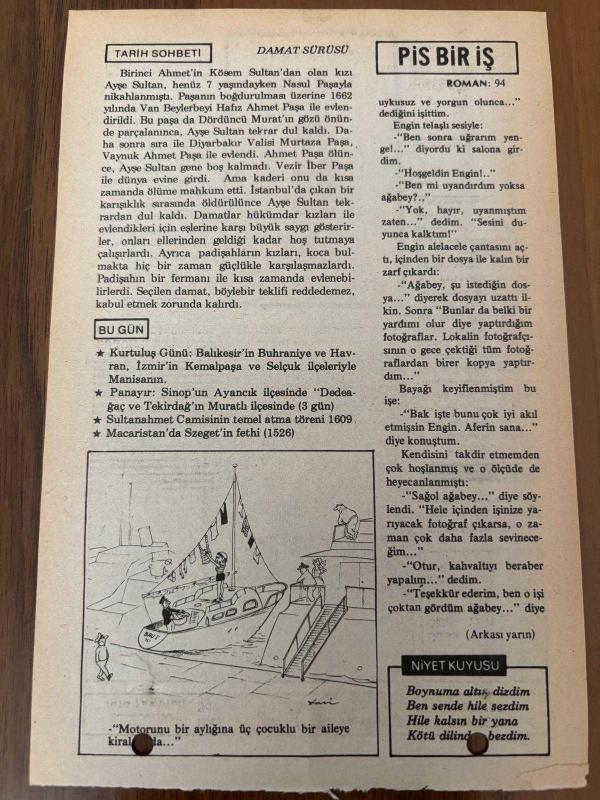 TARİH SOHBETİ
DAMAT SÜRÜSÜ
Birinci Ahmet'in Kösem Sultan'dan olan kızı
Ayşe Sultan, henüz 7 yaşındayken Nasul Paşayla
nikahlanmıştı. Paşanın boğdurulması üzerine 1662
yılında Van Beylerbeyi Hafız Ahmet Paşa ile evlen-
dirildi. Bu paşa da Dördüncü Murat'ın gözü önün-
de parçalanınca, Ayşe Sultan tekrar dul kaldı. Da-
ha sonra sıra ile Diyarbakır Valisi Murtaza Paşa,
Vaynuk Ahmet Paşa ile evlendi. Ahmet Paşa ölün-
ce, Ayşe Sultan gene boş kalmadı. Vezir İber Paşa
ile dünya evine girdi. Ama kaderi onu da kısa
zamanda ölüme mahkum etti. İstanbul'da çıkan bir
karışıklık sırasında öldürülünce Ayşe Sultan tek-
rardan dul kaldı. Damatlar hükümdar kızları ile
evlendikleri için eşlerine karşı büyük saygı gösterir-
ler, onları ellerinden geldiği kadar hoş tutmaya
çalışırlardı. Ayrıca padişahların kızları, koca bul-
makta hiç bir zaman güçlükle karşılaşmazlardı.
Padişahın bir fermanı ile kısa zamanda evlenebi-
lirlerdi. Seçilen damat, böylebir teklifi reddedemez,
kabul etmek zorunda kalırdı.
BU GÜN
★ Kurtuluş Günü: Balıkesir'in Buhraniye ve Hav-
ran, İzmir'in Kemalpaşa ve Selçuk ilçeleriyle
Manisanın.
★ Panayır: Sinop'un Ayancık ilçesinde "Dedea-
ğaç ve Tekirdağ'ın Muratlı ilçesinde (3 gün)
★ Sultanahmet Camisinin temel atma töreni 1609
★ Macaristan'da Szeget'in fethi (1526)
-"Motorunu bir aylığına üç çocuklu bir aileye
PİS BİR İŞ
ROMAN: 94
uykusuz ve yorgun olunca..."
dediğini işittim.
Engin telaşlı sesiyle:
-"Ben sonra uğrarım yen-
ge!..." diyordu ki salona gir-
dim.
-"Hoşgeldin Engin!.."
-"Ben mi uyandırdım yoksa
ağabey?.."
-"Yok, hayır, uyanmıştım
zaten..." dedim. "Sesini du-
yunca kalktım!"
Engin alelacele çantasını aç-
tı, içinden bir dosya ile kalın bir
zarf çıkardı:
-"Ağabey, şu istediğin dos-
ya..." diyerek dosyayı uzattı il-
kin. Sonra "Bunlar da belki bir
yardımı olur diye yaptırdığım
fotoğraflar. Lokalin fotoğrafçı-
sının o gece çektiği tüm fotoğ-
raflardan birer kopya yaptır-
dım..."
Bayağı keyiflenmiştim bu
işe:
-"Bak işte bunu çok iyi akıl
etmişsin Engin. Aferin sana..."
diye konuştum.
Kendisini takdir etmemden
çok hoşlanmış ve o ölçüde de
heyecanlanmıştı:
-"Sağol ağabey..." diye söy-
lendi. "Hele içinden işinize ya-
rıyacak fotoğraf çıkarsa, o za-
man çok daha fazla sevinece-
ğim..."
-"Otur, kahvaltıyı beraber
yapalım..." dedim.
-"Teşekkür ederim, ben o işi
çoktan gördüm ağabey..." diye
(Arkası yarın)
NİYET KUYUSU
Boynuma altın dizdim
Ben sende hile sezdim
Hile kalsın bir yana
Kötü bezdim.